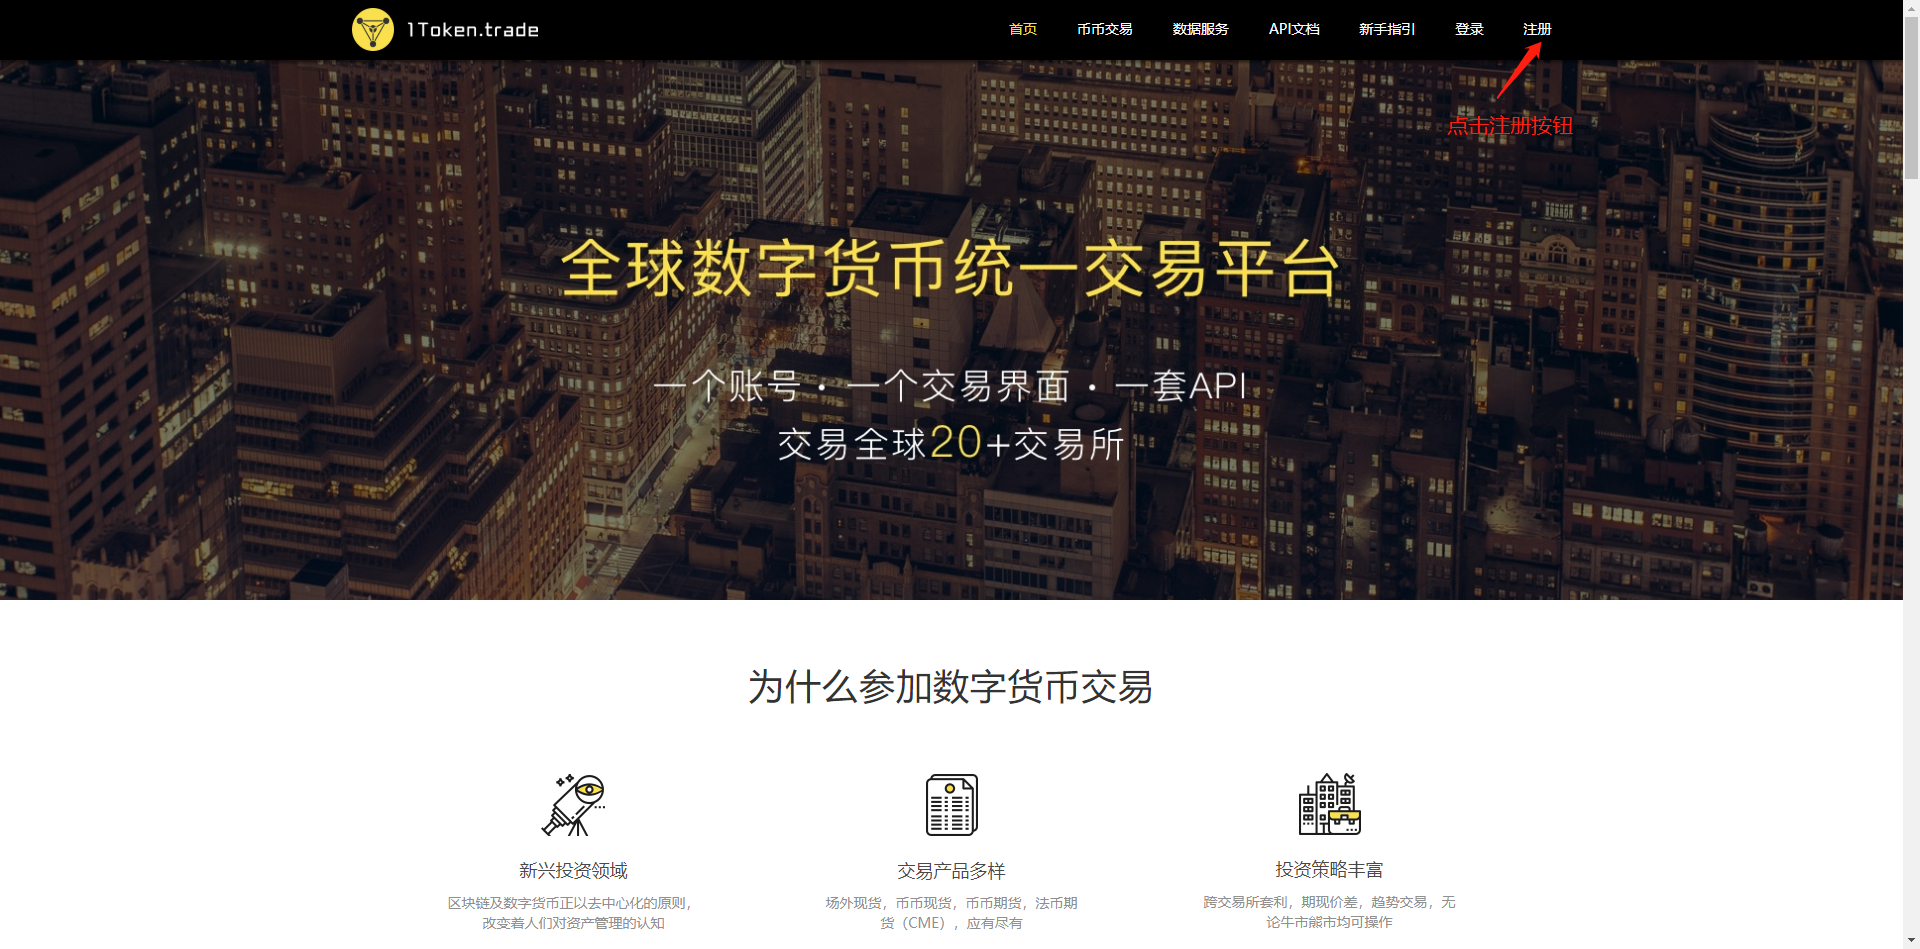 1Token.trade
首页 币币交易 数据服务 API文档 新手指引 登录 注册
点击注册按钮
全球数字货币统一交易平台
一个账号·一个交易界面·一套API
交易全球20+交易所
为什么参加数字货币交易
新兴投资领域
区块链及数字货币正以去中心化的原则，
改变着人们对资产管理的认知
交易产品多样
场外现货，币币现货，币币期货，法币期
货（CME），应有尽有
投资策略丰富
跨交易所套利，期现价差，趋势交易，无
论牛市熊市均可操作